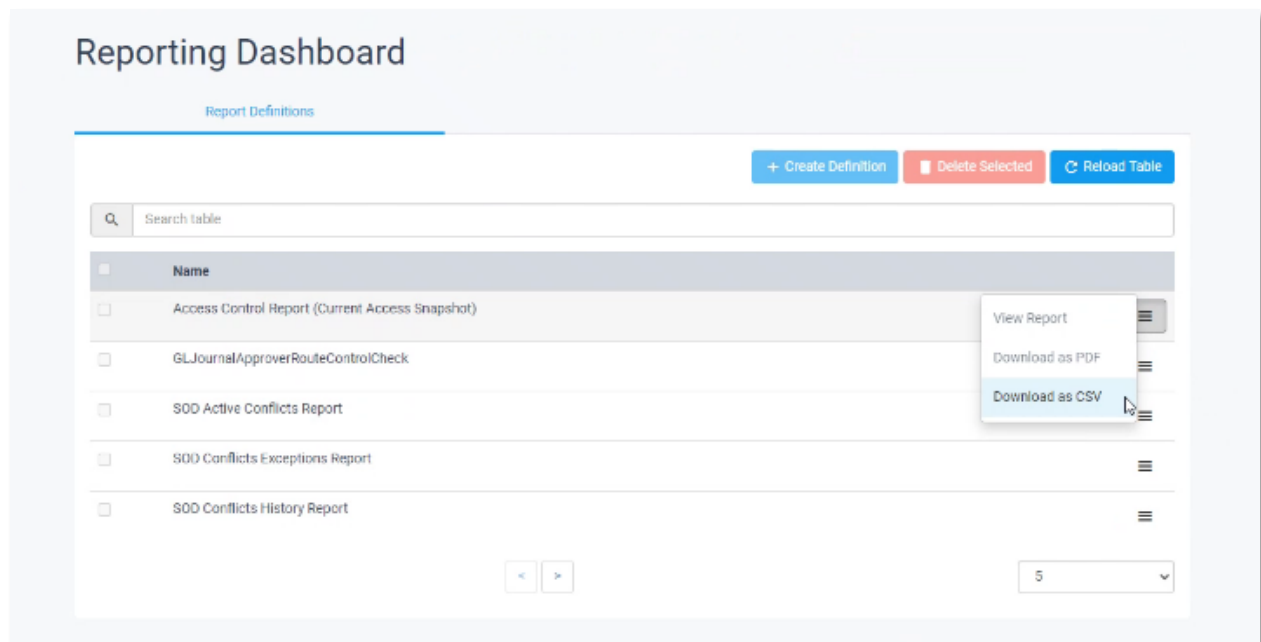 Reporting Dashboard
Report Definitions
+ Create Definition Delete Selected Reload Table
Search table
Name
Access Control Report (Current Access Snapshot)
View Report
GLJournalApproverRouteControlCheck
Download as PDF
Download as CSV
SOD Active Conflicts Report
SOD Conflicts Exceptions Report
SOD Conflicts History Report
< > 5